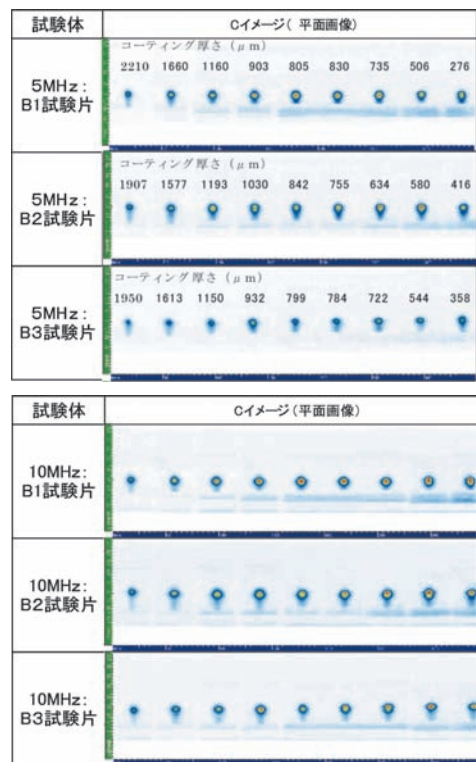 試験体 Cイメージ( 平面画像)
コーティング厚さ (μm)
2210 1660 1160 903 805 830 735 506 276
5MHz:
B1試験片
コーティング厚さ (μm)
1907 1577 1193 1030 842 755 634 580 416
5MHz:
B2試験片
コーティング厚さ (μm)
1950 1613 1150 932 799 784 722 544 358
5MHz:
B3試験片
試験体 Cイメージ(平面画像)
10MHz:
B1試験片
10MHz:
B2試験片
10MHz:
B3試験片